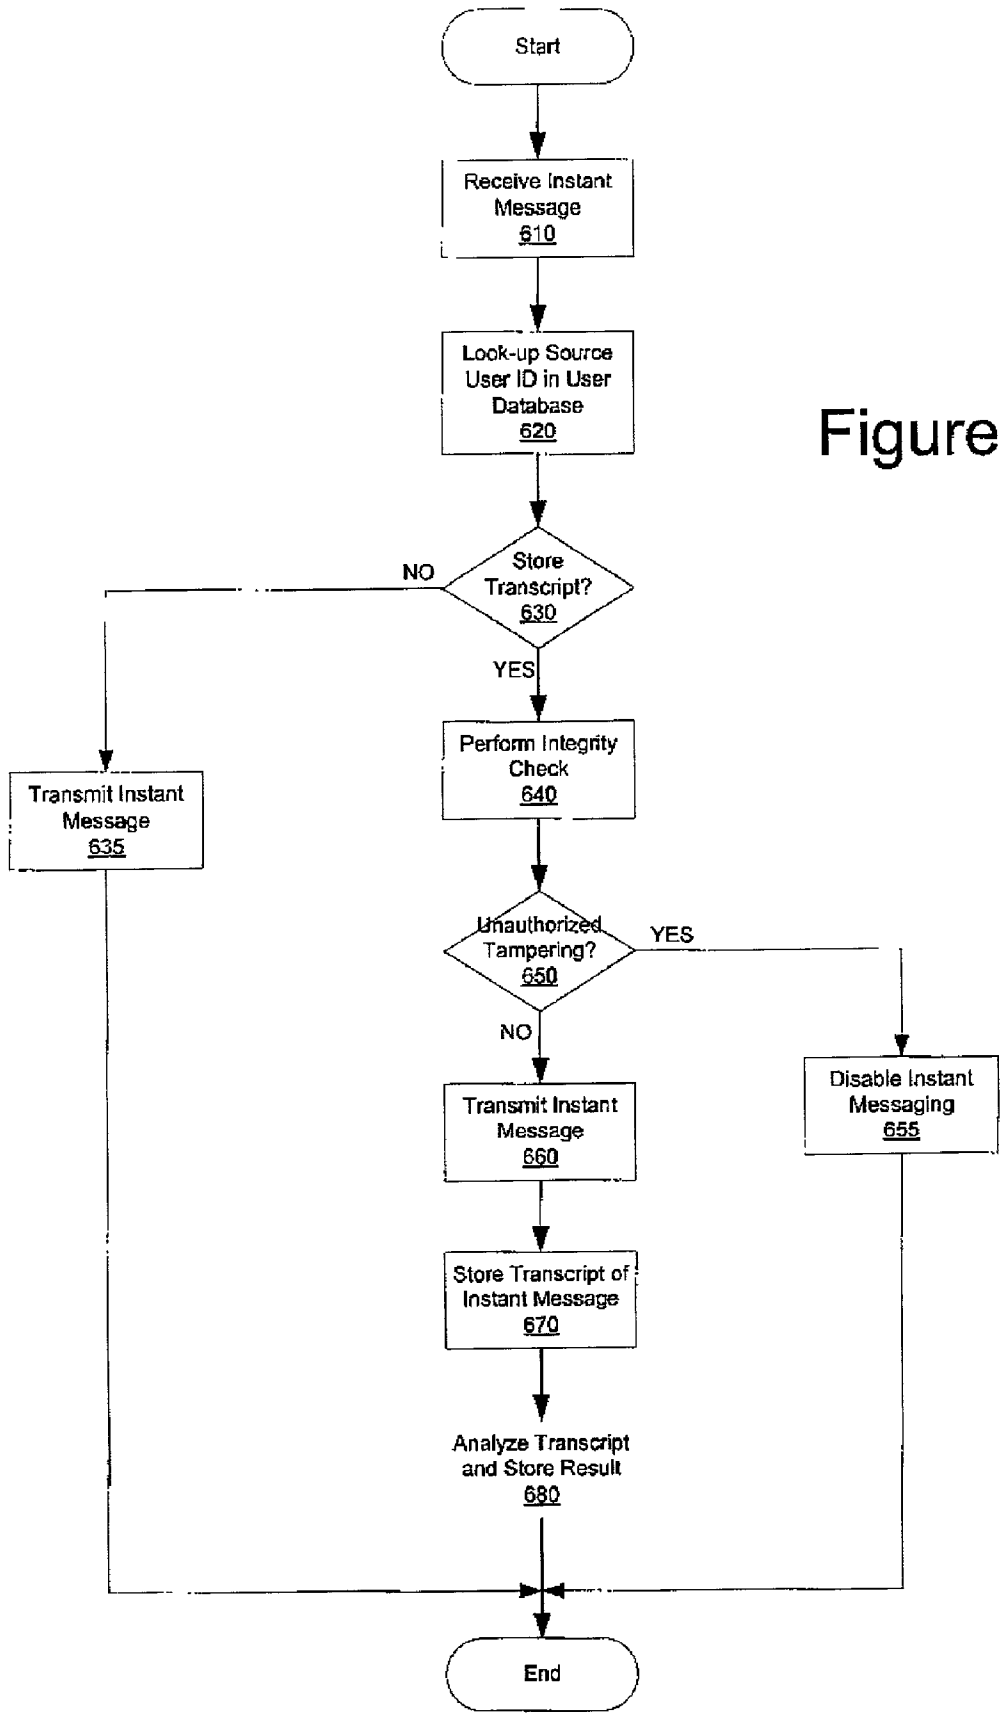 Start
Receive Instant
Message
610
Look-up Source
User ID in User
Database
620
Figure
Store
Transcript?
630
NO
YES
Perform Integrity
Check
640
Transmit Instant
Message
635
Unauthorized
Tampering?
650
YES
NO
Disable Instant
Messaging
655
Transmit Instant
Message
660
Store Transcript of
Instant Message
670
Analyze Transcript
and Store Result
680
End